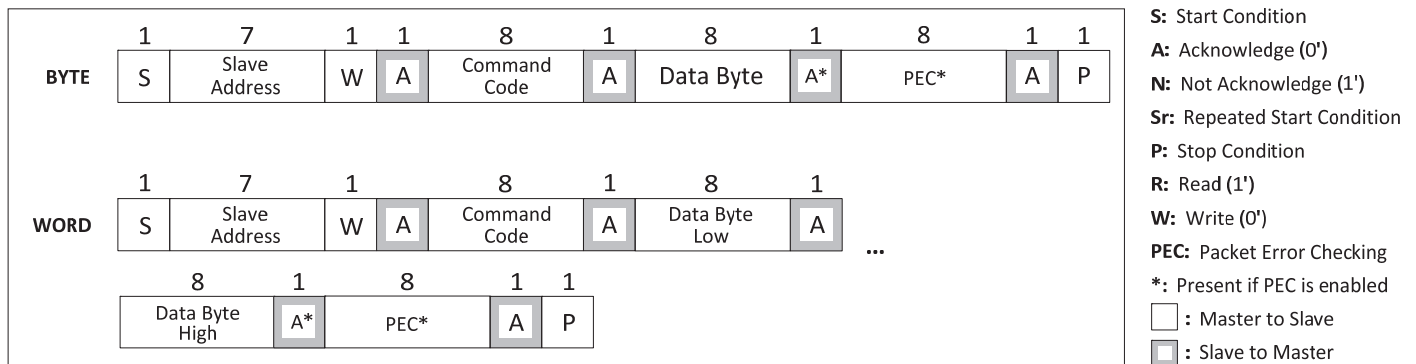 1 7 1 1 8 1 8 1 8 1 1
BYTE S Slave Address W A Command Code A Data Byte A* PEC* A P
1 7 1 8 1 8 1
WORD S Slave Address W A Command Code A Data Byte Low A ...
8 1 8 1 1
Data Byte High A* PEC* A P
S: Start Condition
A: Acknowledge (0')
N: Not Acknowledge (1')
Sr: Repeated Start Condition
P: Stop Condition
R: Read (1')
W: Write (0')
PEC: Packet Error Checking
*: Present if PEC is enabled
: Master to Slave
: Slave to Master